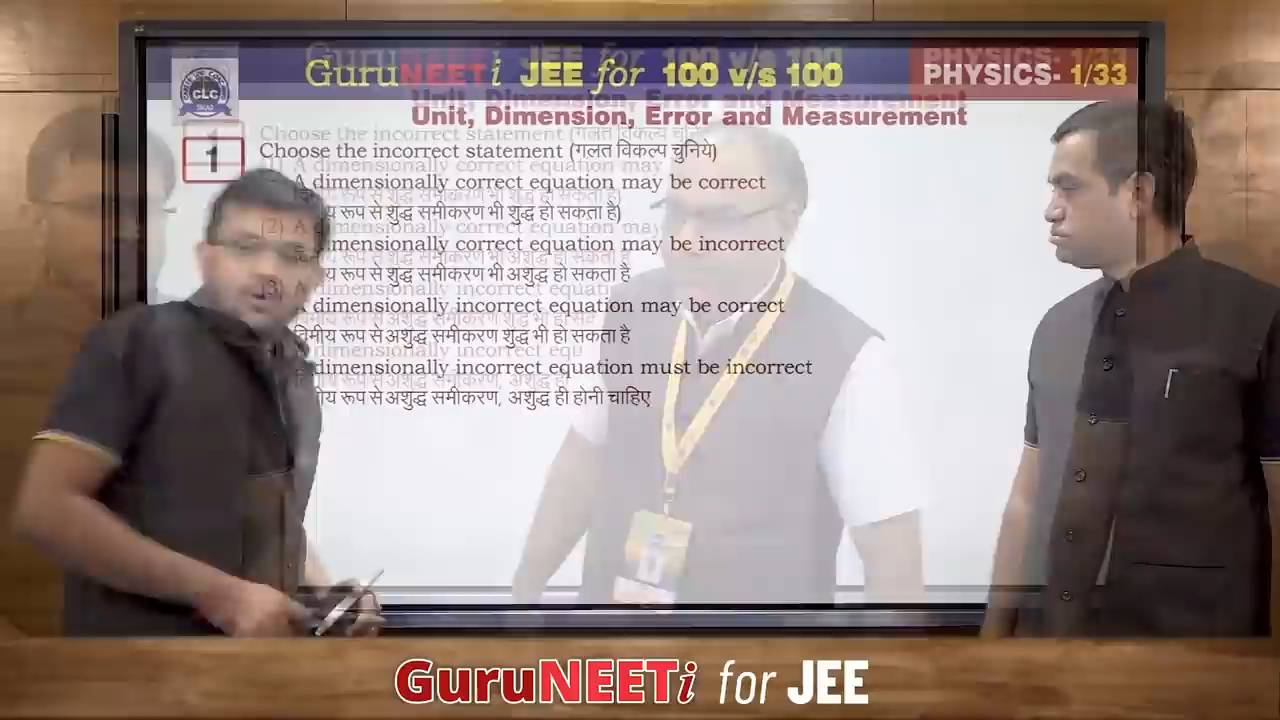 GuruNEETi JEE for 100 v/s 100
PHYSICS- 1/33
CLC
Unit, Dimension, Error and Measurement
1
Choose the incorrect statement (गलत विकल्प चुनिये)
A dimensionally correct equation may be correct
रूप से शुद्ध समीकरण भी शुद्ध हो सकता है)
dimensionally correct equation may be incorrect
रूप से शुद्ध समीकरण भी अशुद्ध हो सकता है
A dimensionally incorrect equation may be correct
विमीय रूप से अशुद्ध समीकरण शुद्ध भी हो सकता है
dimensionally incorrect equation must be incorrect
रूप से अशुद्ध समीकरण, अशुद्ध ही होनी चाहिए
GuruNEETi for JEE